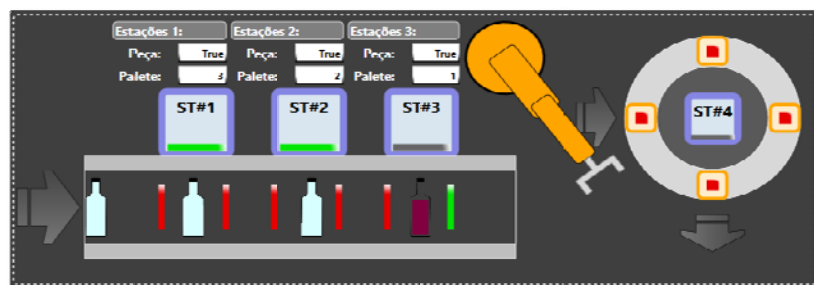 Estações 1: Estações 2: Estações 3:
Peça: True Peça: True Peça: True
Palete: 3 Palete: 2 Palete: 1
ST#1 ST#2 ST#3 ST#4